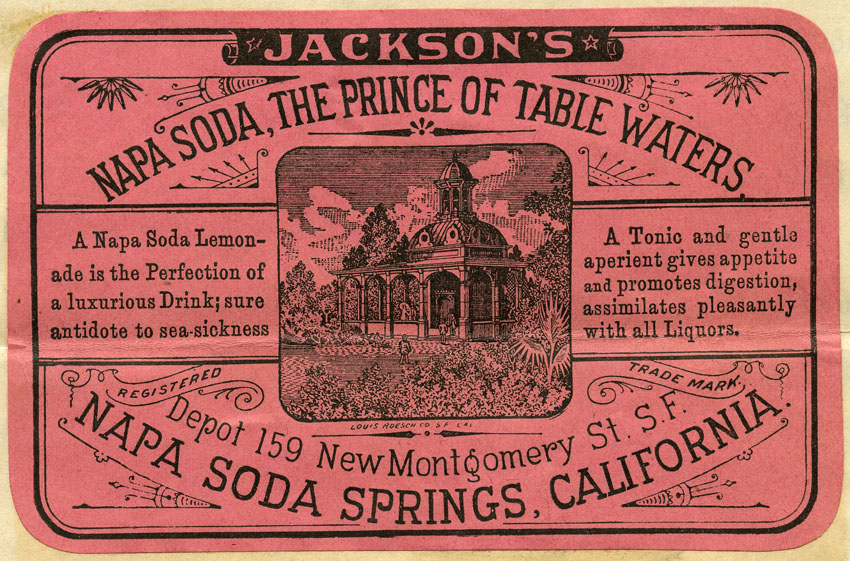 JACKSON'S
NAPA SODA, THE PRINCE OF TABLE WATERS.
A Napa Soda Lemon-
ade is the Perfection of
a luxurious Drink; sure
antidote to sea-sickness
A Tonic and gentle
aperient gives appetite
and promotes digestion,
assimilates pleasantly
with all Liquors.
REGISTERED
TRADE MARK.
LOUIS ROESCH CO. S.F. CAL
Depot 159 New Montgomery St. S.F.
NAPA SODA SPRINGS, CALIFORNIA.